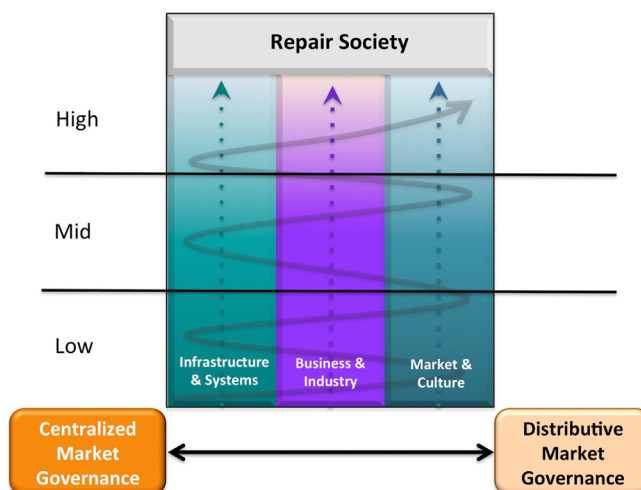 Repair Society
High
Mid
Low
Infrastructure
& Systems
Business &
Industry
Market &
Culture
Centralized
Market
Governance
Distributive
Market
Governance